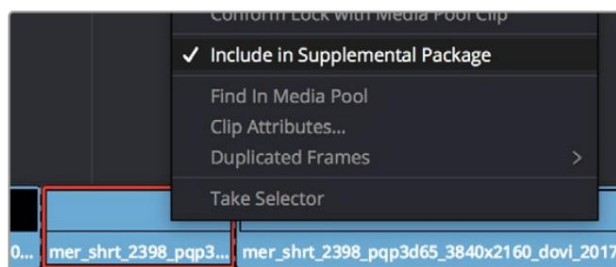 Conform Lock with Media Pool Clip
✓ Include in Supplemental Package
Find In Media Pool
Clip Attributes...
Duplicated Frames >
Take Selector
0... mer_shrt_2398_pqp3... mer_shrt_2398_pqp3d65_3840x2160_dovi_2017